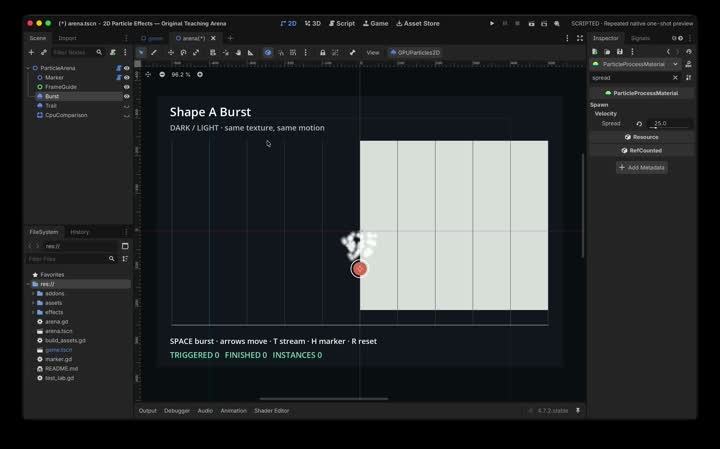 (*) arena.tscn - 2D Particle Effects — Original Teaching Arena
2D
3D
Script
Game
Asset Store
SCRIPTED - Repeated native one-shot preview
Scene
Import
Filter Nodes
ParticleArena
Marker
FrameGuide
Burst
Trail
CpuComparison
FileSystem
History
res://
Filter Files
Favorites
res://
addons
assets
effects
arena.gd
arena.tscn
build_assets.gd
game.tscn
marker.gd
README.md
test_lab.gd
game
arena(*)
View
GPUParticles2D
96.2 %
Shape A Burst
DARK / LIGHT · same texture, same motion
SPACE burst · arrows move · T stream · H marker · R reset
TRIGGERED 0 FINISHED 0 INSTANCES 0
Output
Debugger
Audio
Animation
Shader Editor
4.7.2.stable
Inspector
Signals
ParticleProcessMaterial
spread
ParticleProcessMaterial
Spawn
Velocity
Spread
25.0
Resource
RefCounted
Add Metadata